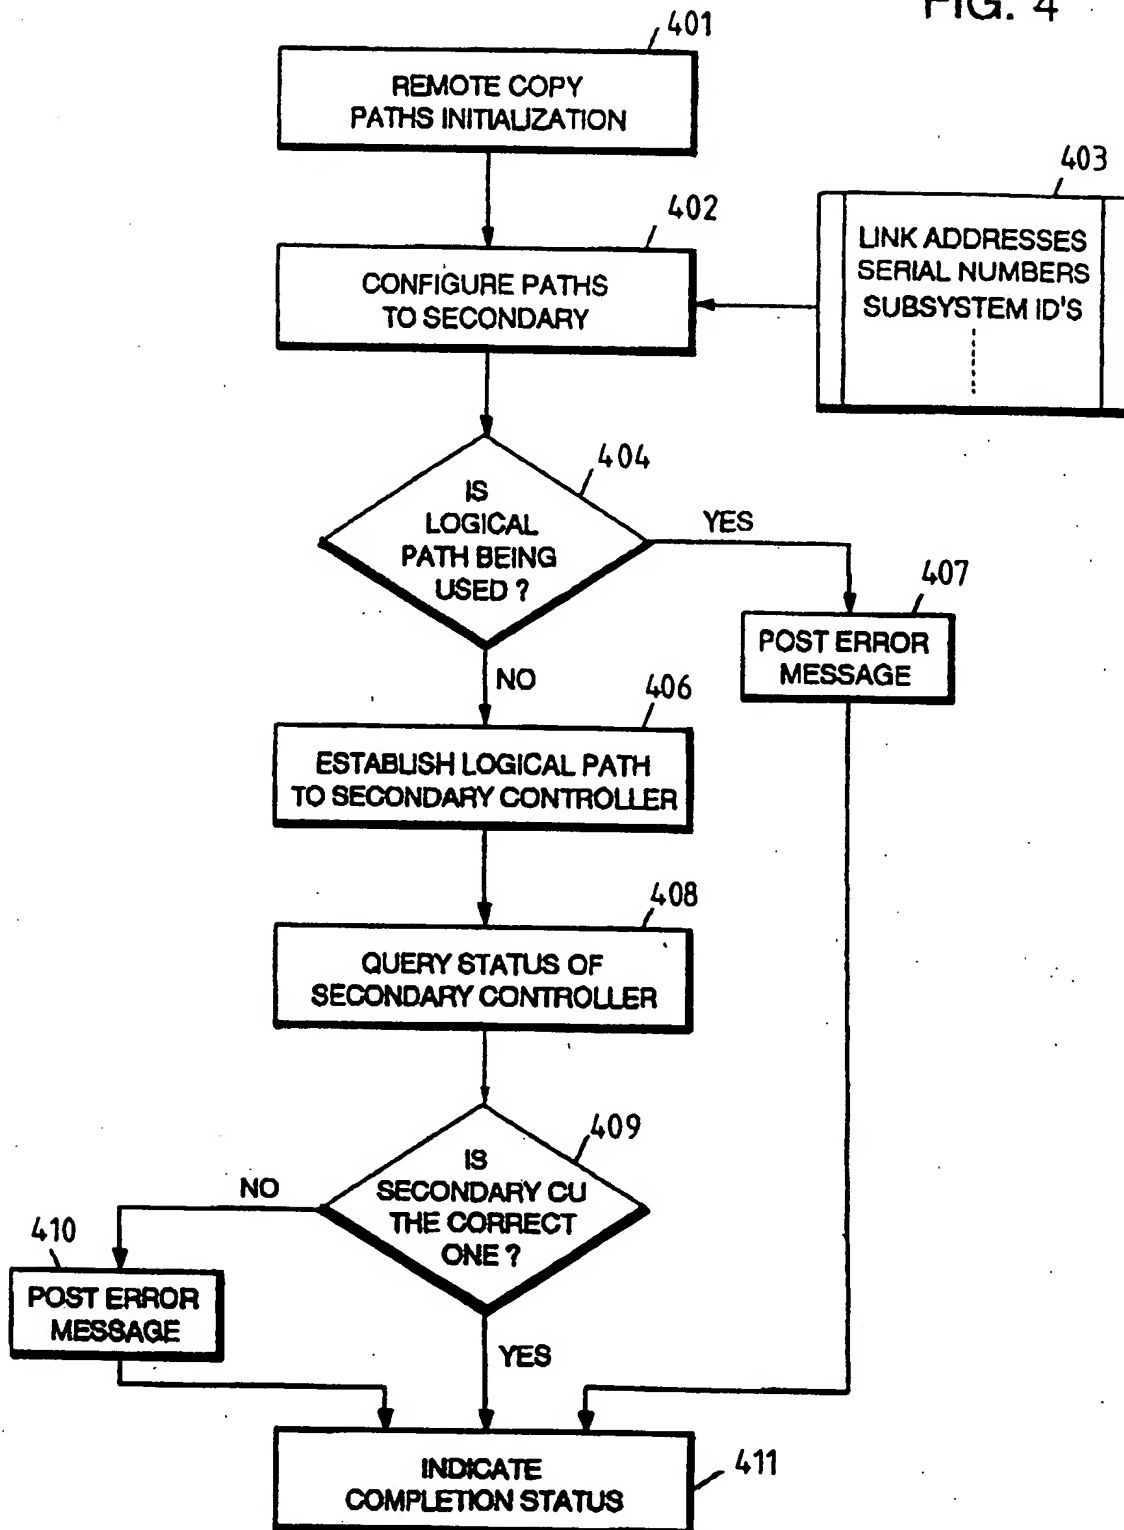 FIG. 4
401
REMOTE COPY
PATHS INITIALIZATION
402
CONFIGURE PATHS
TO SECONDARY
403
LINK ADDRESSES
SERIAL NUMBERS
SUBSYSTEM ID'S
404
IS
LOGICAL
PATH BEING
USED ?
YES
NO
407
POST ERROR
MESSAGE
406
ESTABLISH LOGICAL PATH
TO SECONDARY CONTROLLER
408
QUERY STATUS OF
SECONDARY CONTROLLER
409
IS
SECONDARY CU
THE CORRECT
ONE ?
NO
YES
410
POST ERROR
MESSAGE
411
INDICATE
COMPLETION STATUS